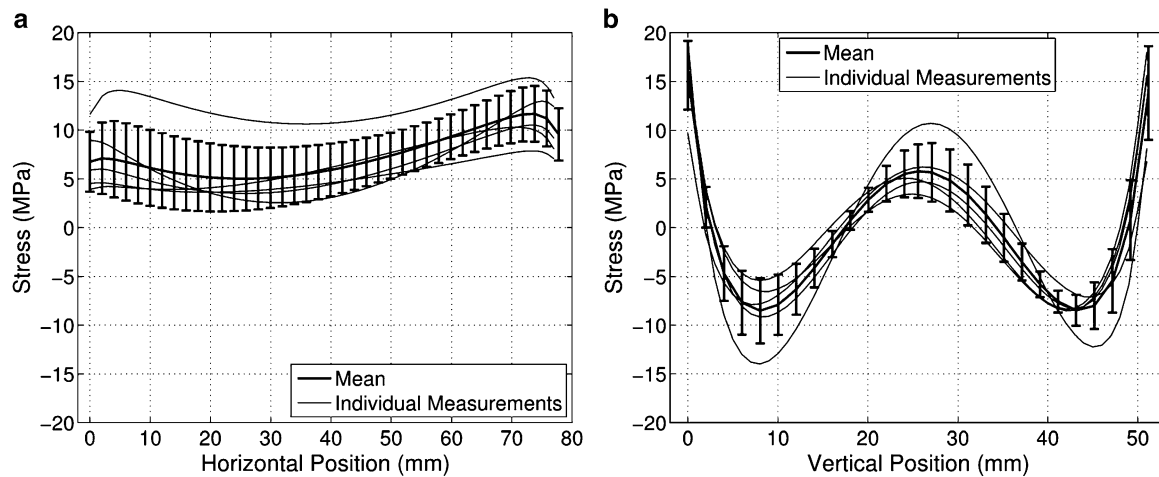 a
20
15
10
5
0
−5
−10
−15
−20
Stress (MPa)
0 10 20 30 40 50 60 70 80
Horizontal Position (mm)
Mean
Individual Measurements
b
20
15
10
5
0
−5
−10
−15
−20
Stress (MPa)
0 10 20 30 40 50
Vertical Position (mm)
Mean
Individual Measurements